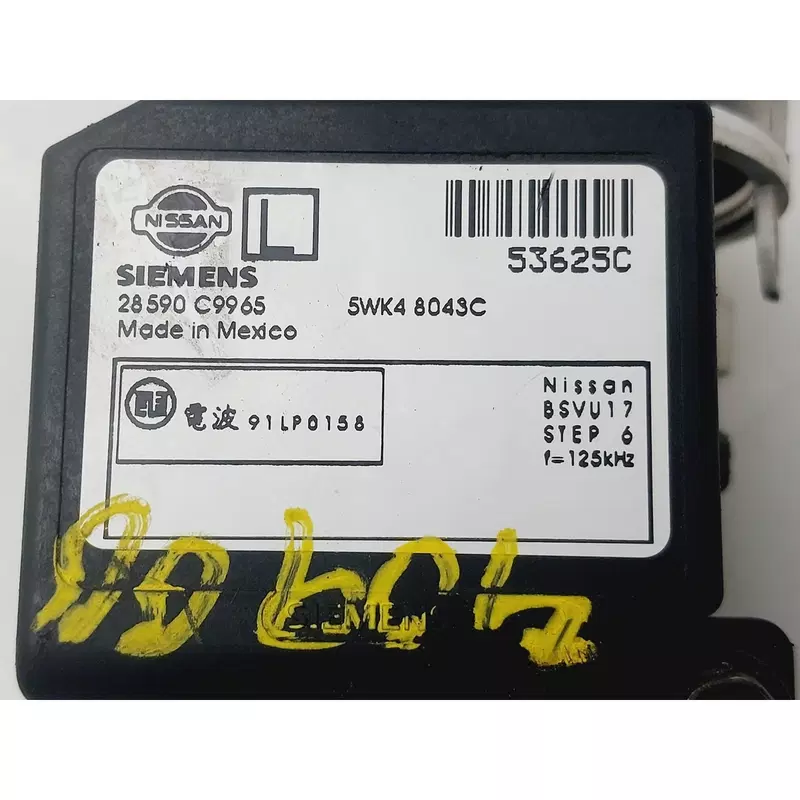 NISSAN
L
53625C
SIEMENS
28590 C9965 5WK4 8043C
Made in Mexico
電波 91LP0158
Nissan
BSVU17
STEP 6
f=125kHz
SIEMENS